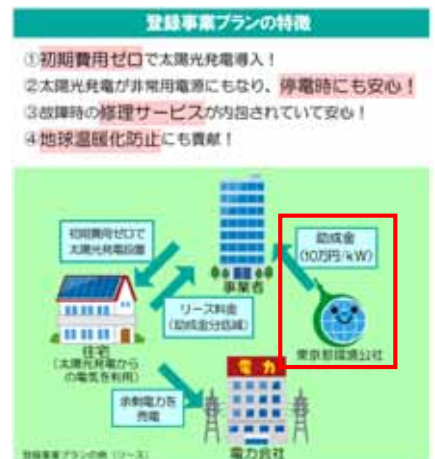 登録事業プランの特徴
①初期費用ゼロで太陽光発電導入！
②太陽光発電が非常用電源にもなり、停電時にも安心！
③故障時の修理サービスが内包されていて安心！
④地球温暖化防止にも貢献！
初期費用ゼロで
太陽光発電設置
事業者
助成金
(10万円/kW)
リース料金
(助成金分低減)
東京都環境公社
住宅
(太陽光発電から
の電気を利用)
電力
余剰電力を
売電
電力会社
登録事業プランの例（リース）